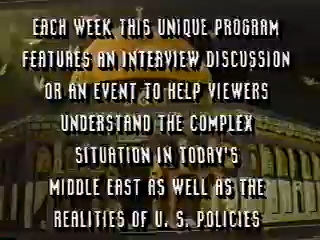 EACH WEEK THIS UNIQUE PROGRAM
FEATURES AN INTERVIEW DISCUSSION
OR AN EVENT TO HELP VIEWERS
UNDERSTAND THE COMPLEX
SITUATION IN TODAY'S
MIDDLE EAST AS WELL AS THE
REALITIES OF U. S. POLICIES